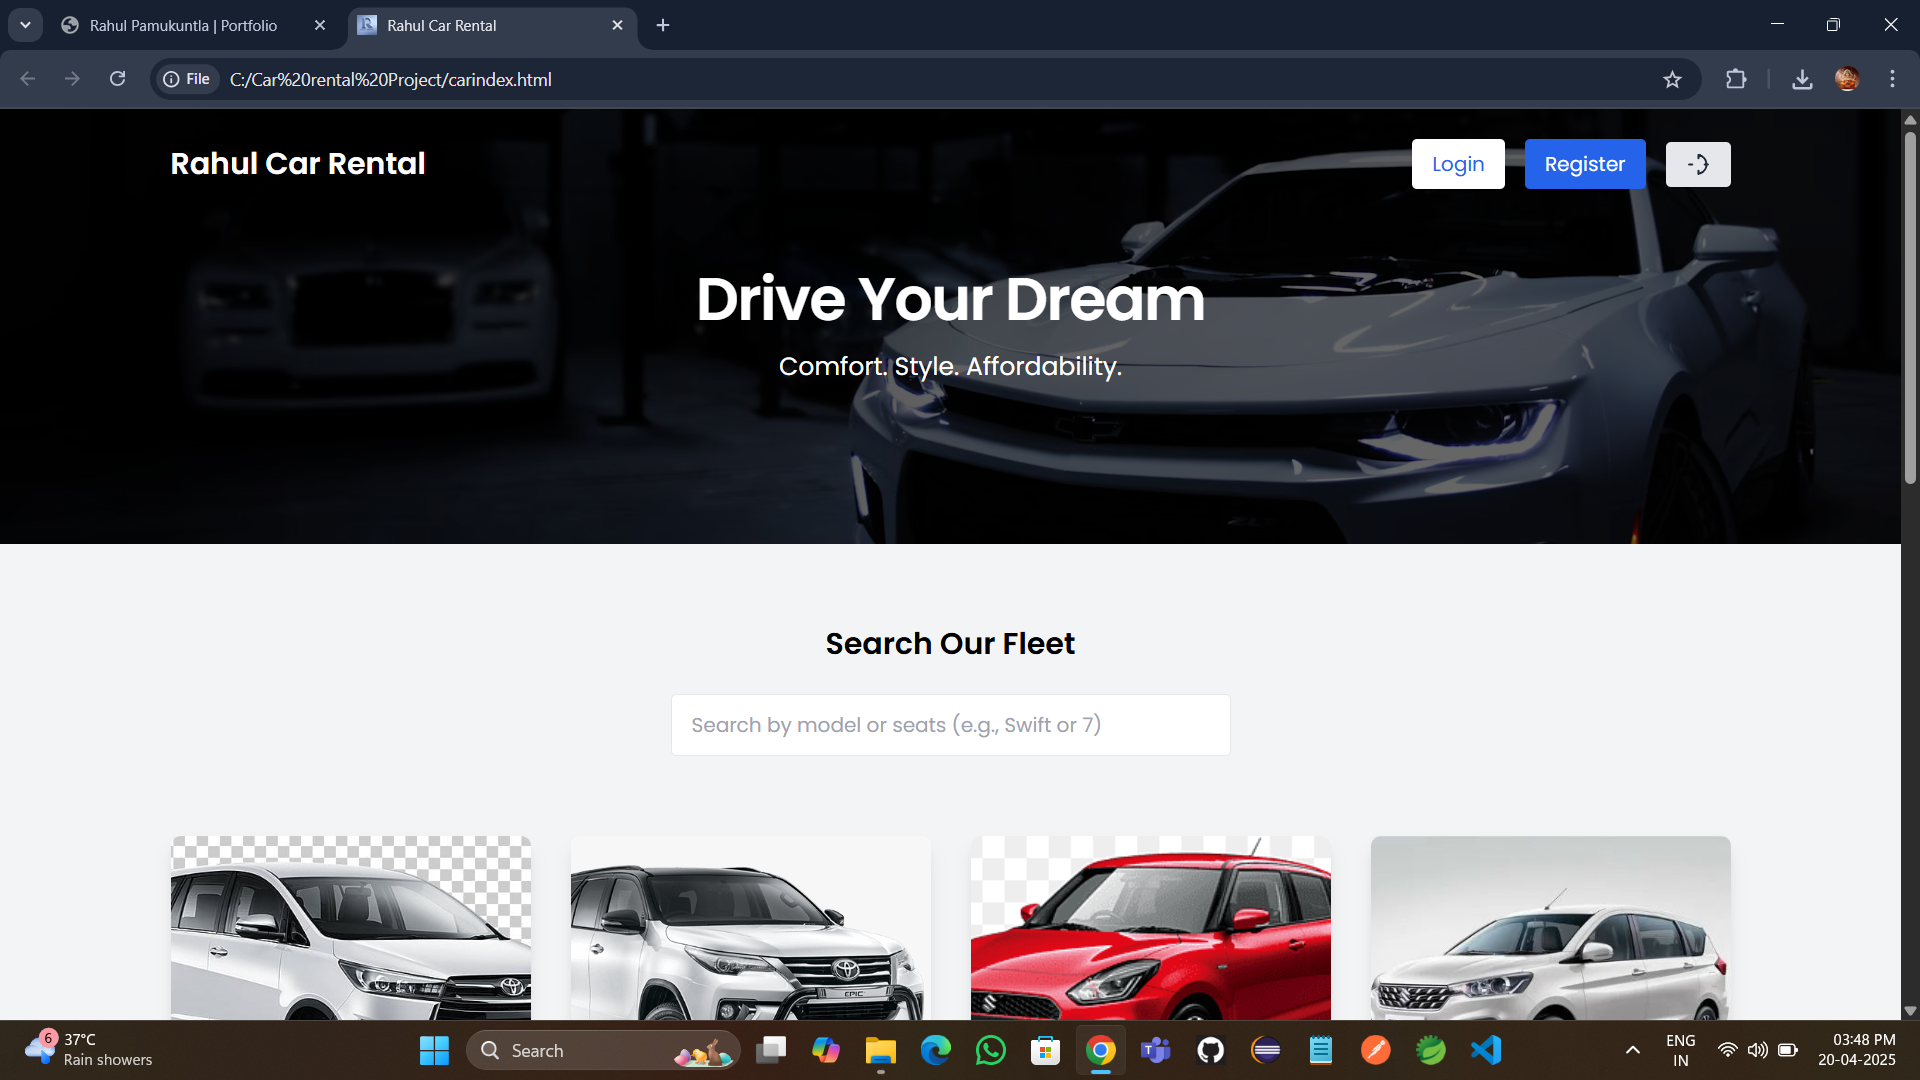 Rahul Pamukuntla | Portfolio
Rahul Car Rental
File
C:/Car%20rental%20Project/carindex.html
Rahul Car Rental
Login
Register
Drive Your Dream
Comfort. Style. Affordability.
Search Our Fleet
Search by model or seats (e.g., Swift or 7)
EPIC
6
37°C
Rain showers
Search
ENG
IN
03:48 PM
20-04-2025